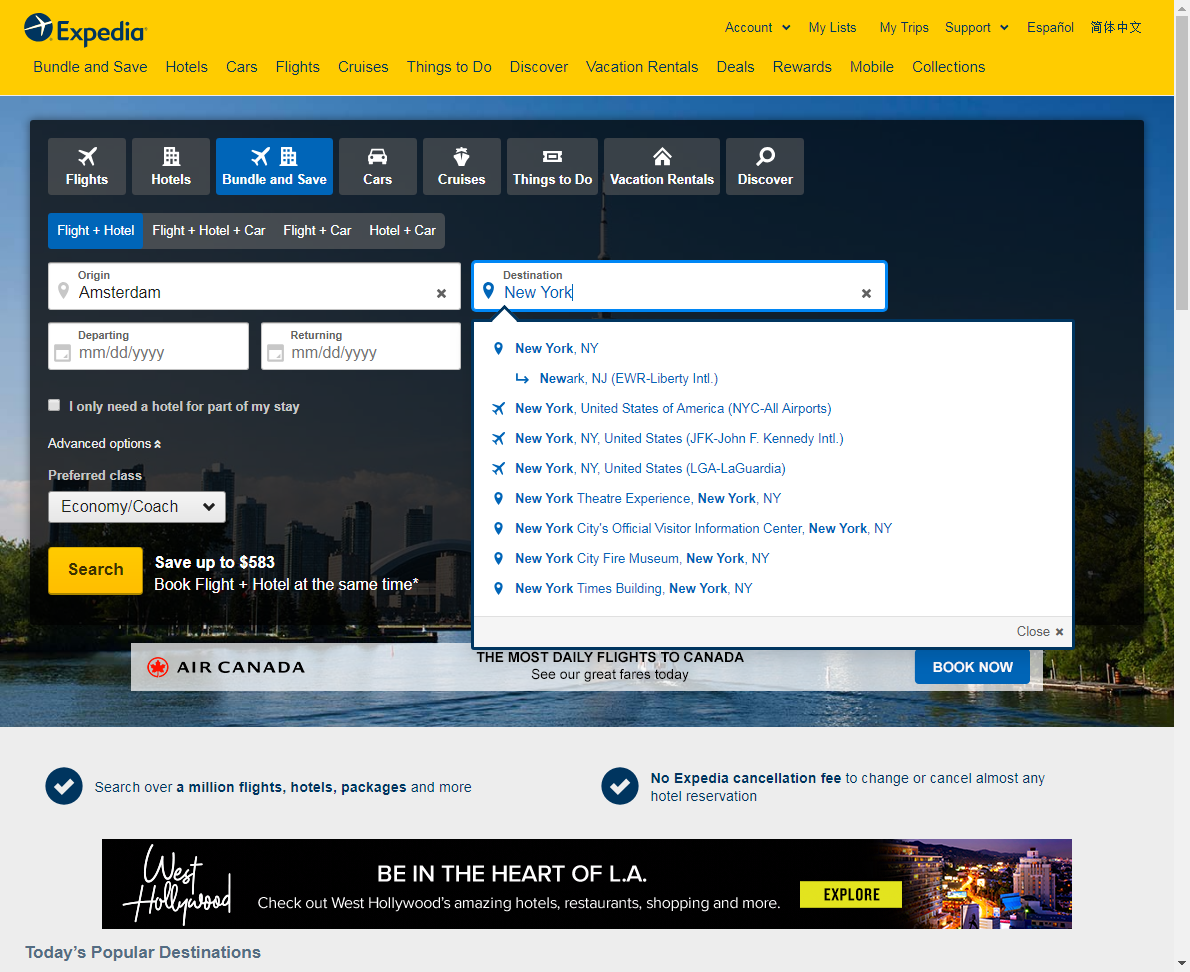 Expedia
Account My Lists My Trips Support Español 简体中文
Bundle and Save Hotels Cars Flights Cruises Things to Do Discover Vacation Rentals Deals Rewards Mobile Collections
Flights Hotels Bundle and Save Cars Cruises Things to Do Vacation Rentals Discover
Flight + Hotel Flight + Hotel + Car Flight + Car Hotel + Car
Origin
Amsterdam
Destination
New York
Departing
mm/dd/yyyy
Returning
mm/dd/yyyy
New York, NY
Newark, NJ (EWR-Liberty Intl.)
New York, United States of America (NYC-All Airports)
New York, NY, United States (JFK-John F. Kennedy Intl.)
New York, NY, United States (LGA-LaGuardia)
New York Theatre Experience, New York, NY
New York City's Official Visitor Information Center, New York, NY
New York City Fire Museum, New York, NY
New York Times Building, New York, NY
Close
I only need a hotel for part of my stay
Advanced options
Preferred class
Economy/Coach
Search
Save up to $583
Book Flight + Hotel at the same time*
AIR CANADA
THE MOST DAILY FLIGHTS TO CANADA
See our great fares today
BOOK NOW
Search over a million flights, hotels, packages and more
No Expedia cancellation fee to change or cancel almost any
hotel reservation
West
Hollywood
BE IN THE HEART OF L.A.
Check out West Hollywood's amazing hotels, restaurants, shopping and more.
EXPLORE
Today's Popular Destinations